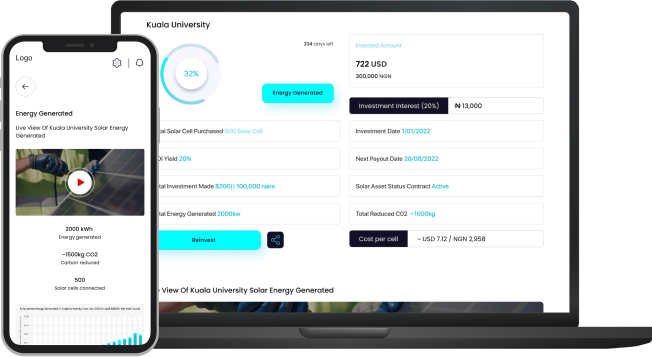 Kuala University
234 days left
32%
Energy Generated
Invested Amount
722 USD
300,000 NGN
Investment Interest (20%)
₦ 13,000
tal Solar Cell Purchased 500 Solar Cell
Investment Date 1/01/2022
OI Yield 20%
Next Payout Date 20/08/2022
tal Investment Made $200|| 100,000 naira
Solar Asset Status Contract Active
tal Energy Generated 2000kw
Total Reduced CO2 ~1500kg
Reinvest
Cost per cell
~ USD 7.12 / NGN 2,958
View Of Kuala University Solar Energy Generated
Logo
Energy Generated
Live View Of Kuala University Solar Energy
Generated
2000 kWh
Energy generated
~1500kg CO2
Carbon reduced
500
Solar cells connected